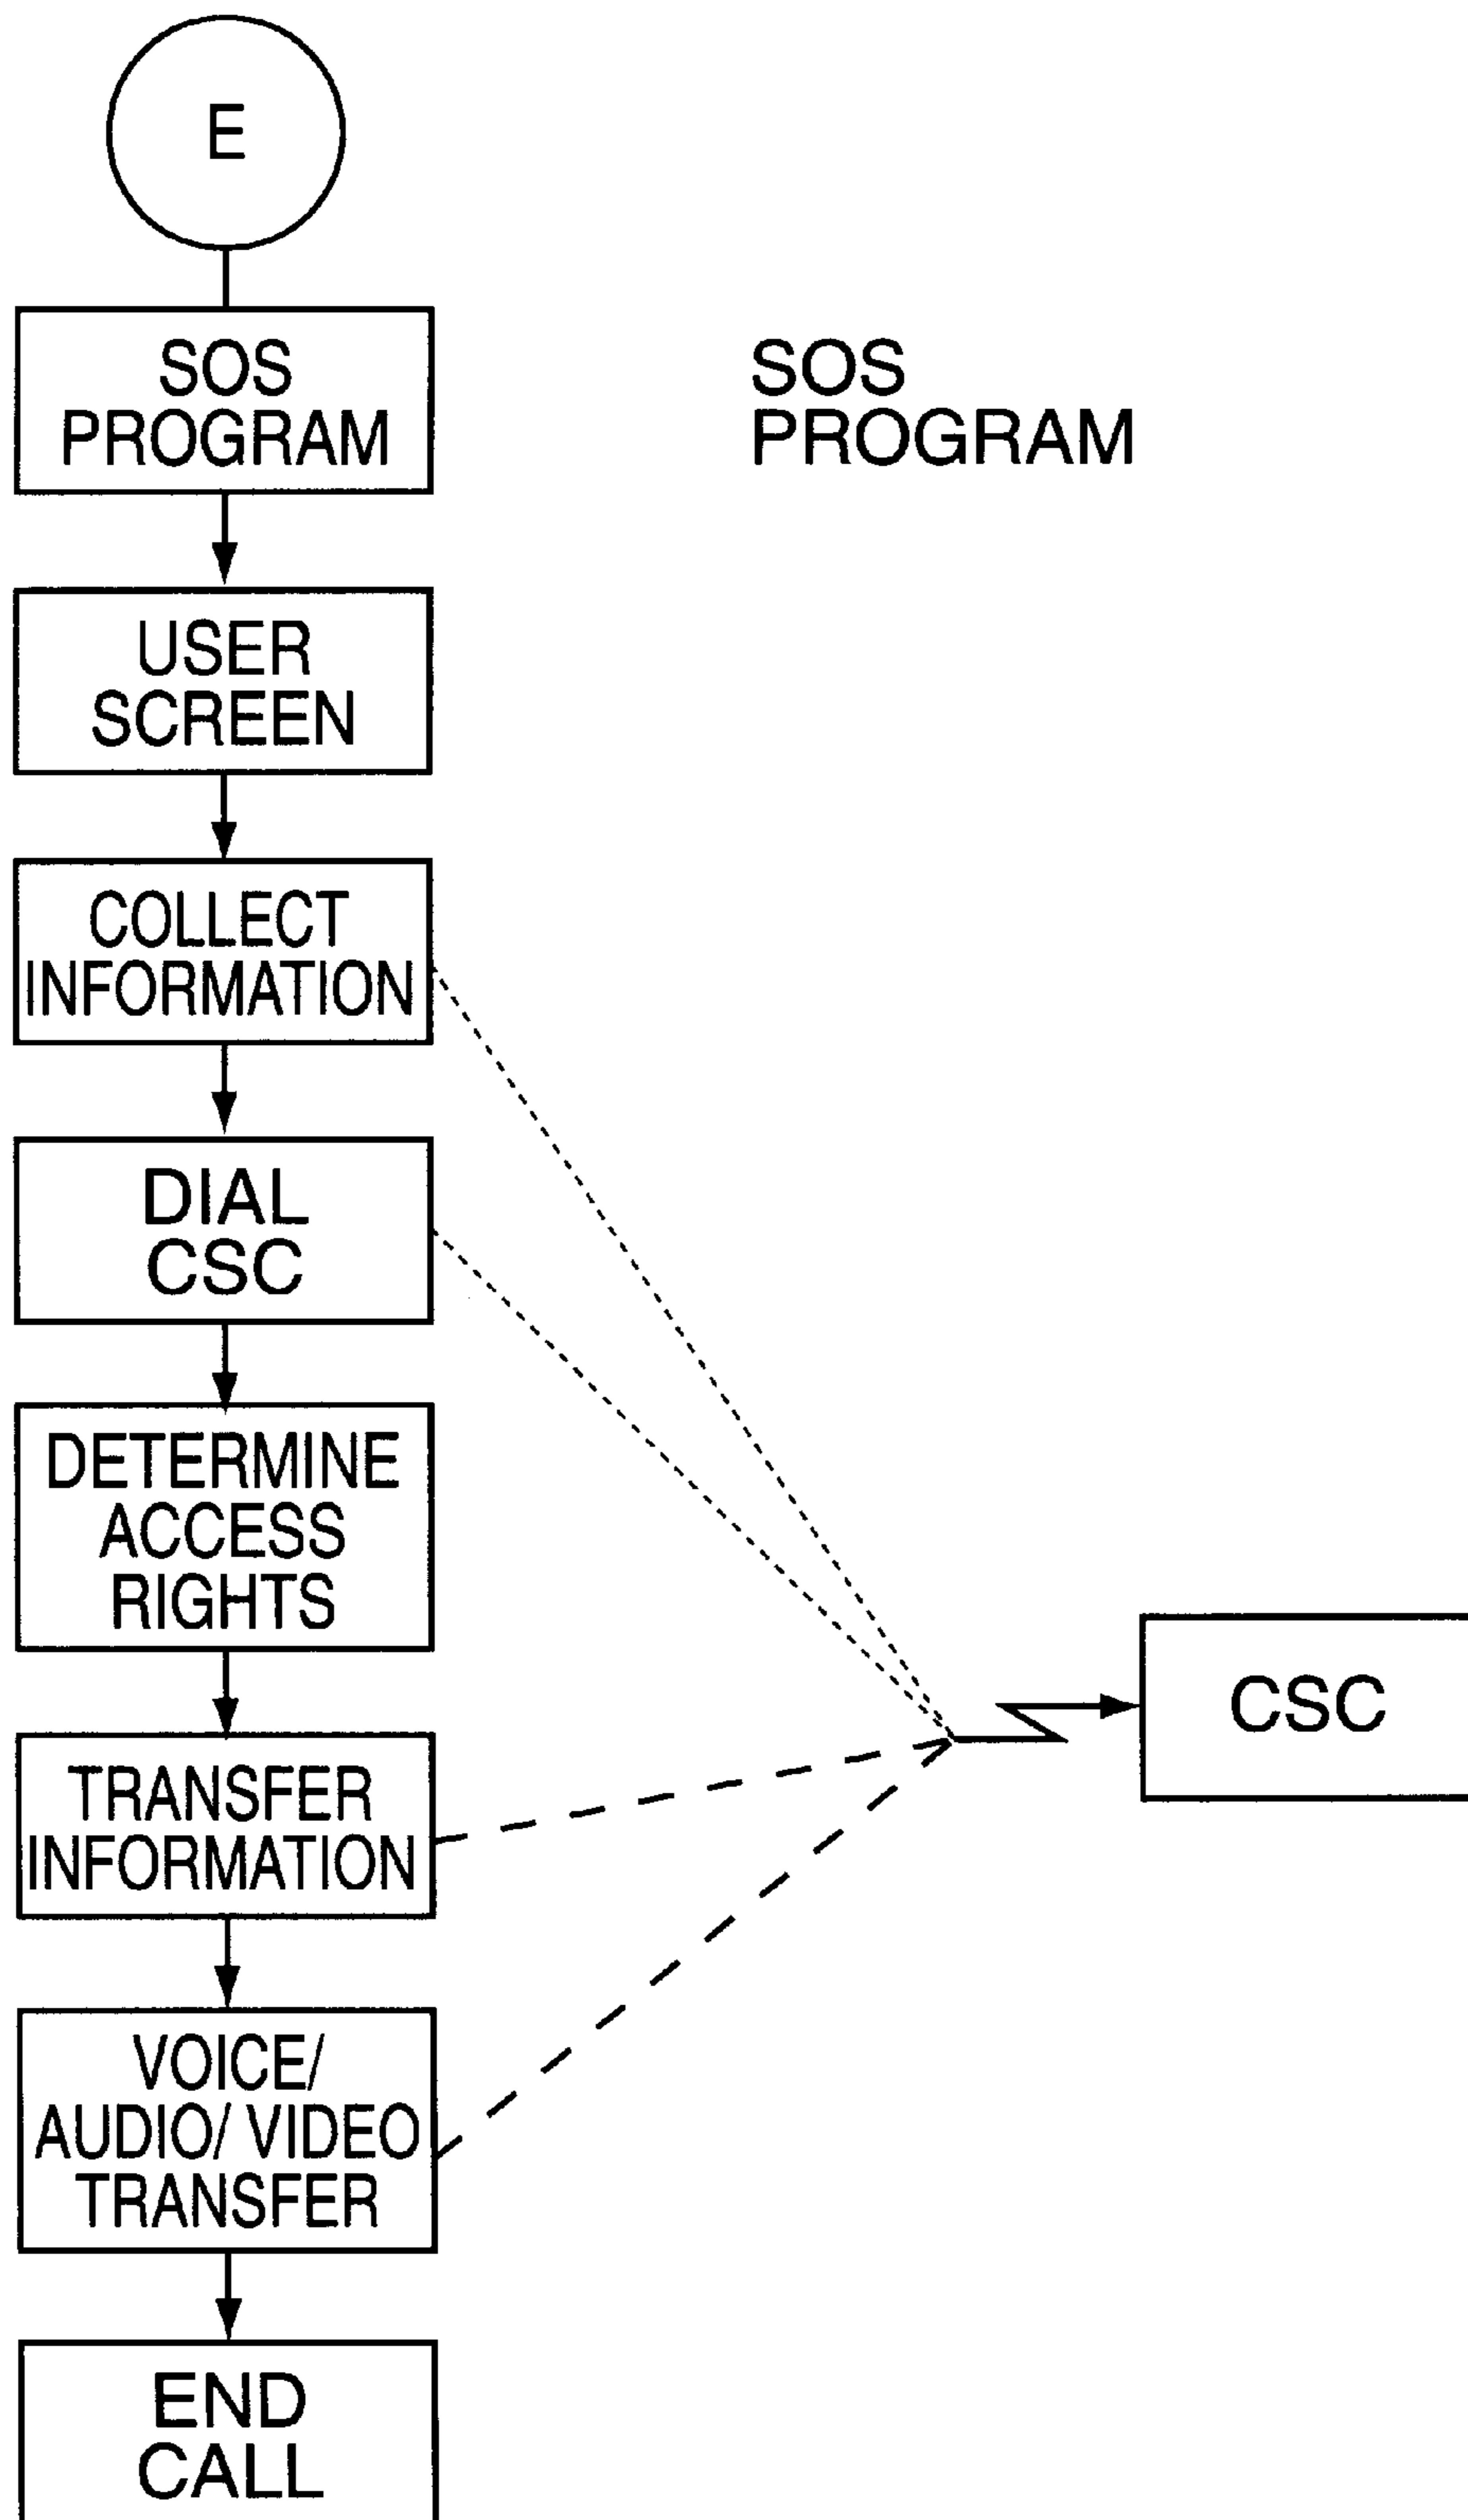 E
SOS
PROGRAM
SOS
PROGRAM
USER
SCREEN
COLLECT
INFORMATION
DIAL
CSC
DETERMINE
ACCESS
RIGHTS
CSC
TRANSFER
INFORMATION
VOICE/
AUDIO/VIDEO
TRANSFER
END
CALL